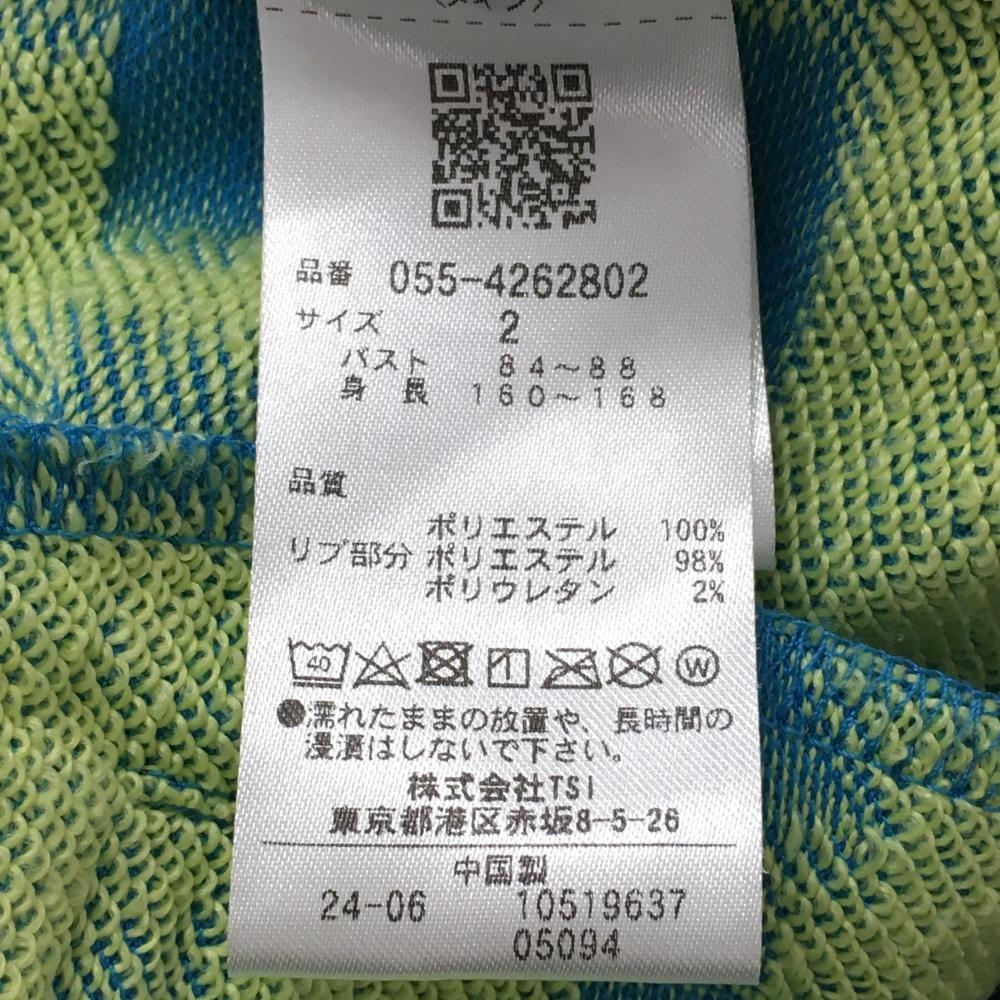 品番 055-4262802
サイズ 2
バスト 84～88
身長 160～168
品質
ポリエステル 100%
リブ部分 ポリエステル 98%
ポリウレタン 2%
40 1 W
●濡れたままの放置や、長時間の
浸漬はしないで下さい。
株式会社TSI
東京都港区赤坂8-5-26
中国製
24-06 10519637
05094